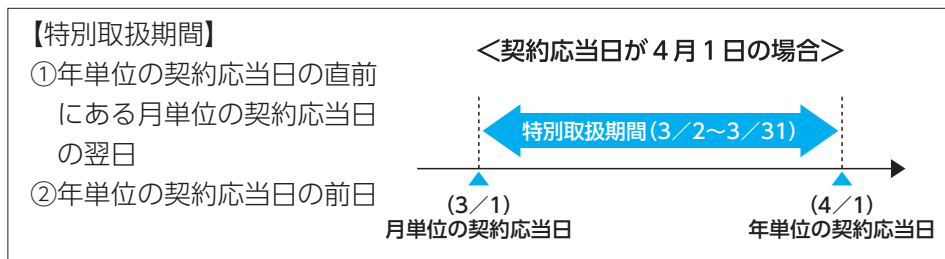 【特別取扱期間】
①年単位の契約応当日の直前
にある月単位の契約応当日
の翌日
②年単位の契約応当日の前日
＜契約応当日が４月１日の場合＞
特別取扱期間（3／2～3／31）
（3／1）
月単位の契約応当日
（4／1）
年単位の契約応当日